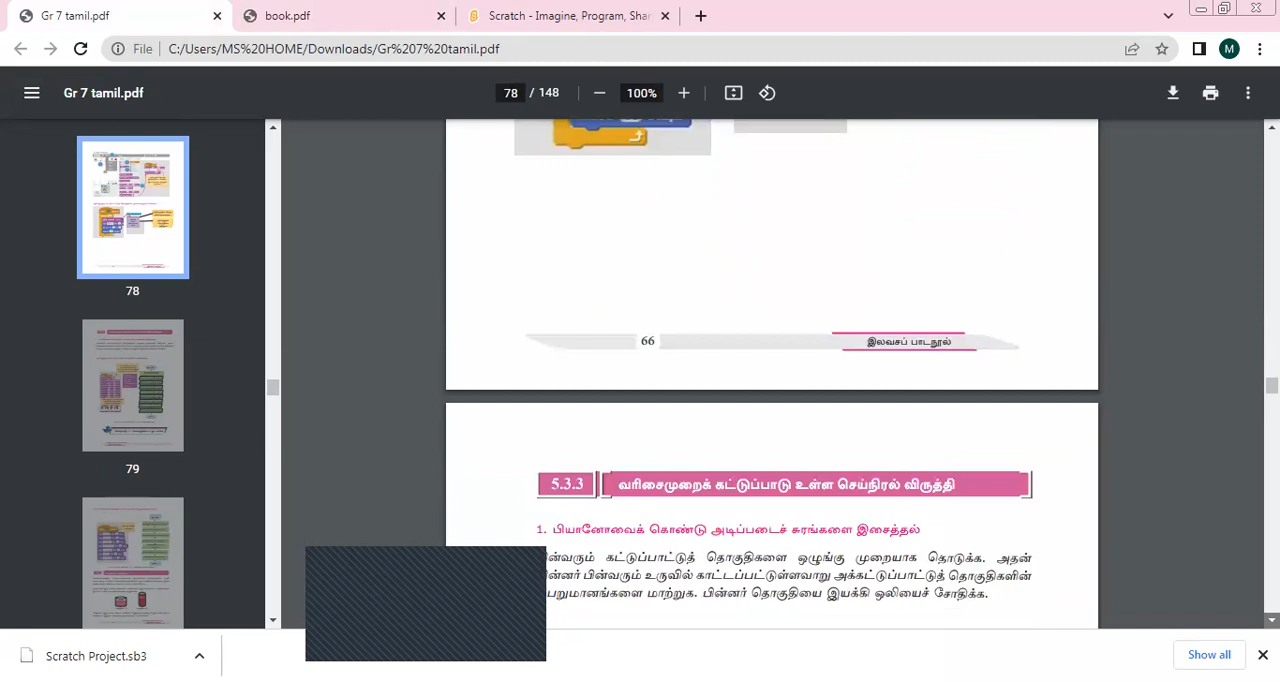 Gr 7 tamil.pdf
book.pdf
Scratch - Imagine, Program, Shar
File
C:/Users/MS%20HOME/Downloads/Gr%207%20tamil.pdf
M
Gr 7 tamil.pdf
78 / 148
100%
78
79
66
இலவசப் பாடநூல்
5.3.3 வரிசைமுறைக் கட்டுப்பாடு உள்ள செய்நிரல் விருத்தி
1. பியானோவைக் கொண்டு அடிப்படைச் சுரங்களை இசைத்தல்
ின்வரும் கட்டுப்பாட்டுத் தொகுதிகளை ஒழுங்கு முறையாக தொடுக்க. அதன்
ின்னர் பின்வரும் உருவில் காட்டப்பட்டுள்ளவாறு அக்கட்டுப்பாட்டுத் தொகுதிகளின்
பறுமானங்களை மாற்றுக. பின்னர் தொகுதியை இயக்கி ஒலியைச் சோதிக்க.
Scratch Project.sb3
Show all